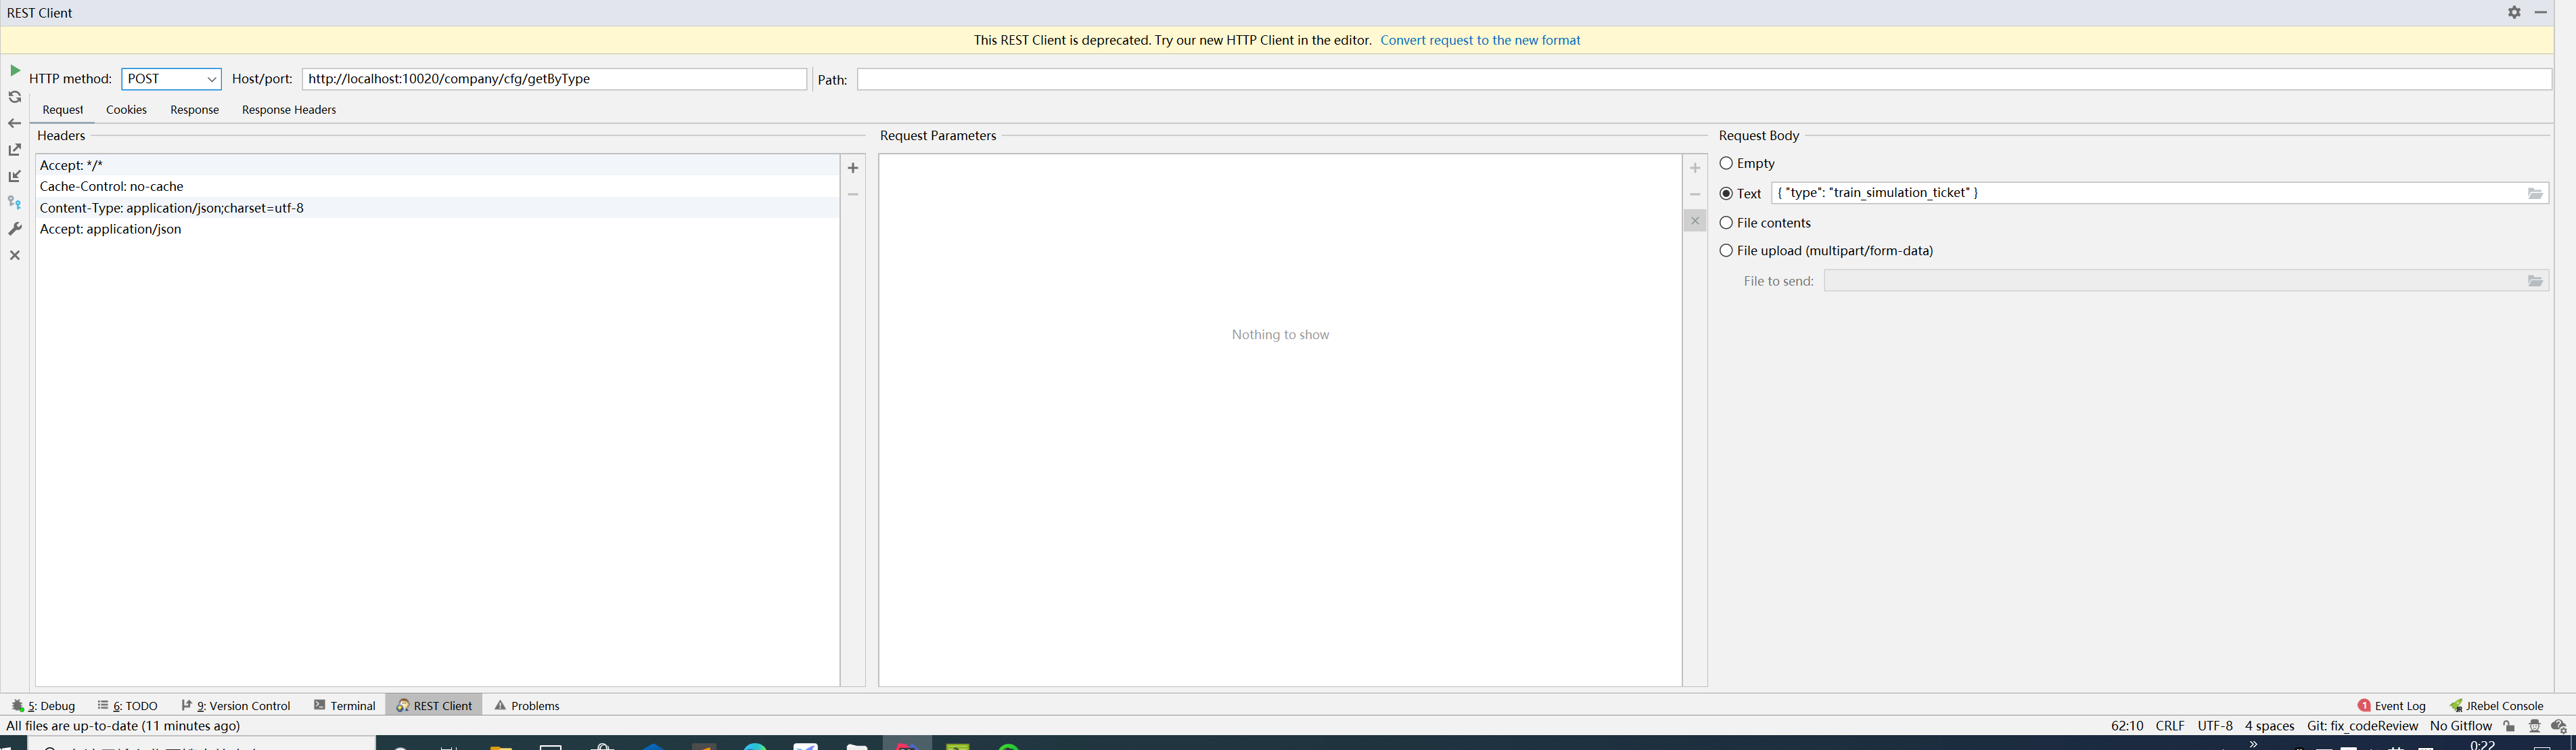 REST Client
This REST Client is deprecated. Try our new HTTP Client in the editor. Convert request to the new format
HTTP method: POST Host/port: http://localhost:10020/company/cfg/getByType Path:
Request Cookies Response Response Headers
Headers Request Parameters Request Body
Accept: */*
Cache-Control: no-cache
Content-Type: application/json;charset=utf-8
Accept: application/json
Nothing to show
Empty
Text { "type": "train_simulation_ticket" }
File contents
File upload (multipart/form-data)
File to send:
5: Debug 6: TODO 9: Version Control Terminal REST Client Problems 1 Event Log JRebel Console
All files are up-to-date (11 minutes ago) 62:10 CRLF UTF-8 4 spaces Git: fix_codeReview No Gitflow
0:22